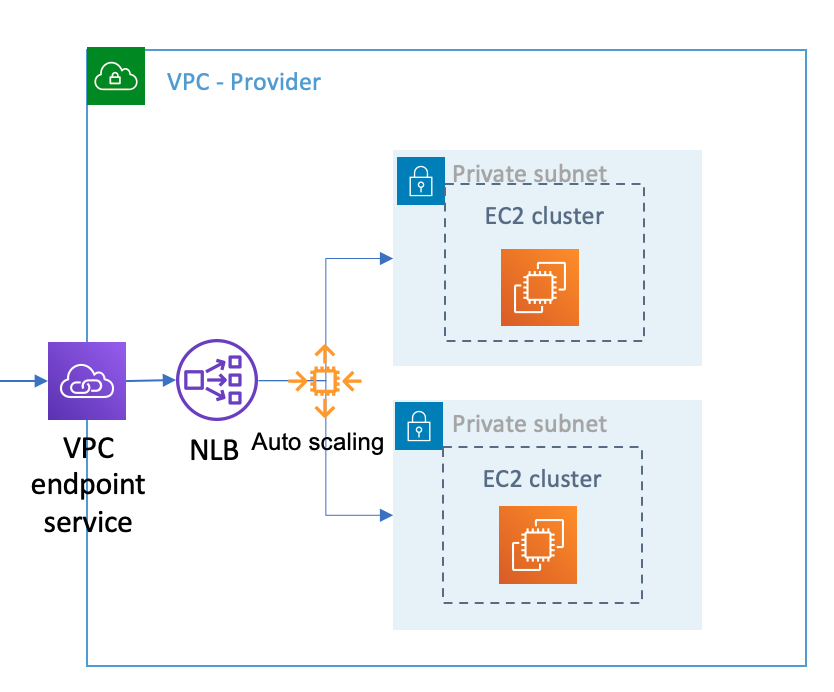 VPC - Provider
Private subnet
EC2 cluster
VPC
endpoint
service
NLB
Auto scaling
Private subnet
EC2 cluster